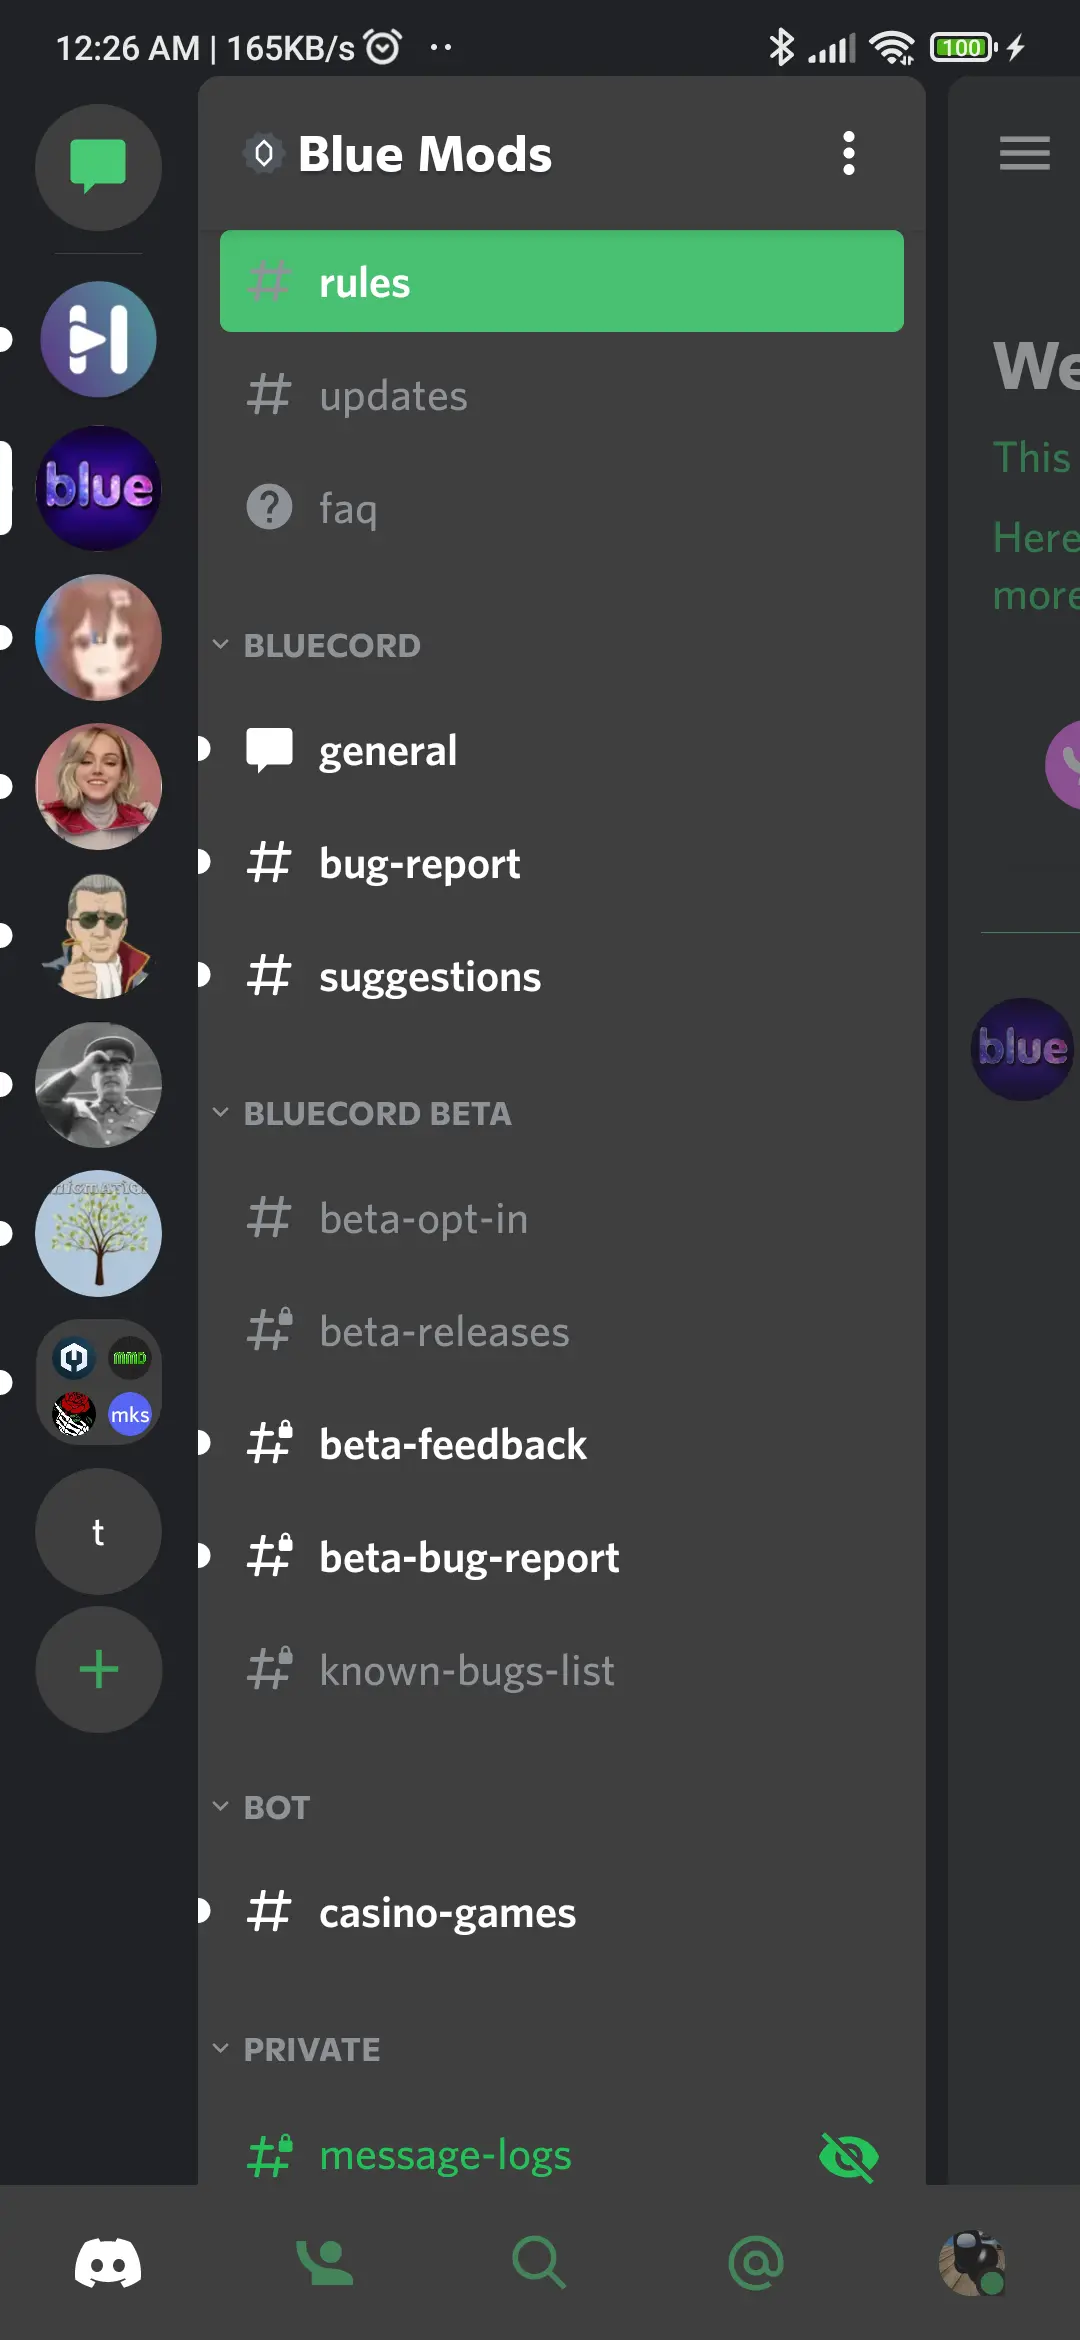 12:26 AM | 165KB/s
100
Blue Mods
rules
updates
faq
BLUECORD
general
bug-report
suggestions
BLUECORD BETA
beta-opt-in
beta-releases
beta-feedback
beta-bug-report
known-bugs-list
BOT
casino-games
PRIVATE
message-logs
blue
MMD
mks
t
We
This
Here
more
blue